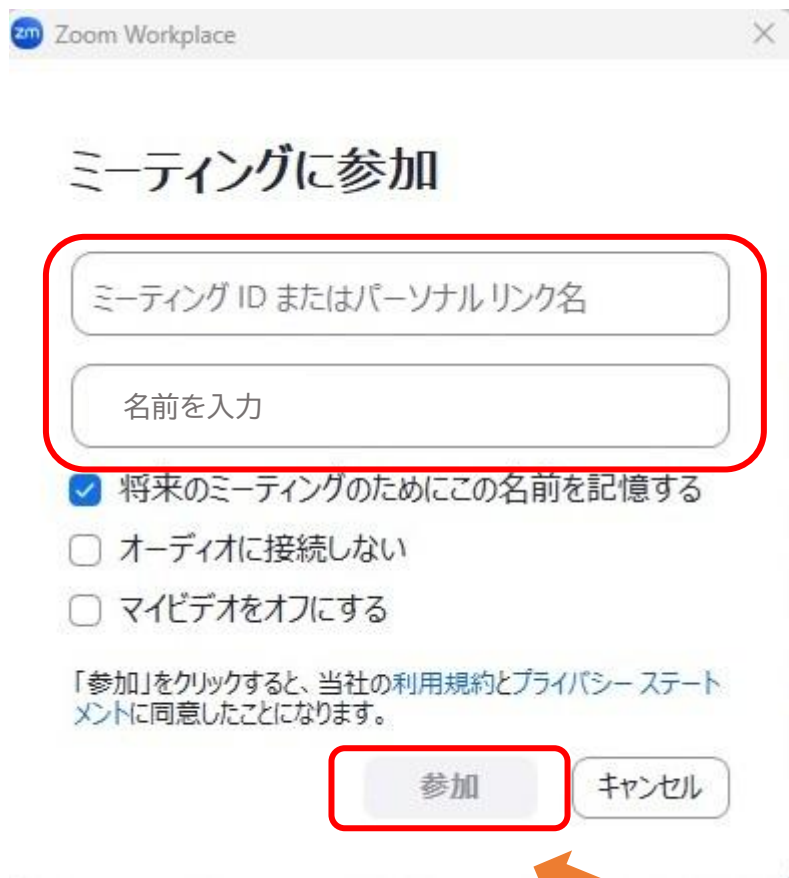 zm Zoom Workplace
ミーティングに参加
ミーティング ID またはパーソナル リンク名
名前を入力
将来のミーティングのためにこの名前を記憶する
オーディオに接続しない
マイビデオをオフにする
「参加」をクリックすると、当社の利用規約とプライバシー ステート
メントに同意したことになります。
参加 キャンセル